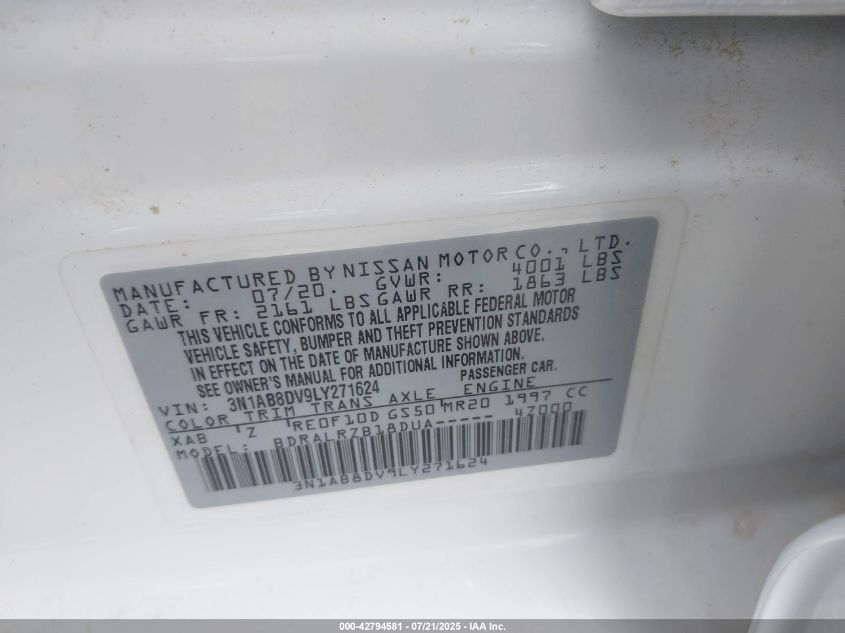 MANUFACTURED BY NISSAN MOTOR CO., LTD.
DATE: 07/20. GVWR: 4001 LBS
GAWR FR: 2161 LBS GAWR RR: 1863 LBS
THIS VEHICLE CONFORMS TO ALL APPLICABLE FEDERAL MOTOR
VEHICLE SAFETY, BUMPER AND THEFT PREVENTION STANDARDS
IN EFFECT ON THE DATE OF MANUFACTURE SHOWN ABOVE.
SEE OWNER'S MANUAL FOR ADDITIONAL INFORMATION.
VIN: 3N1AB8DV9LY271624 PASSENGER CAR.
COLOR TRIM TRANS AXLE ENGINE
XAB Z RE0F10D GS50 MR20 1997 CC
MODEL: BDRALRZB18DUA----- 47000
3N1AB8DV9LY271624
000-42794581 - 07/21/2025 - IAA Inc.